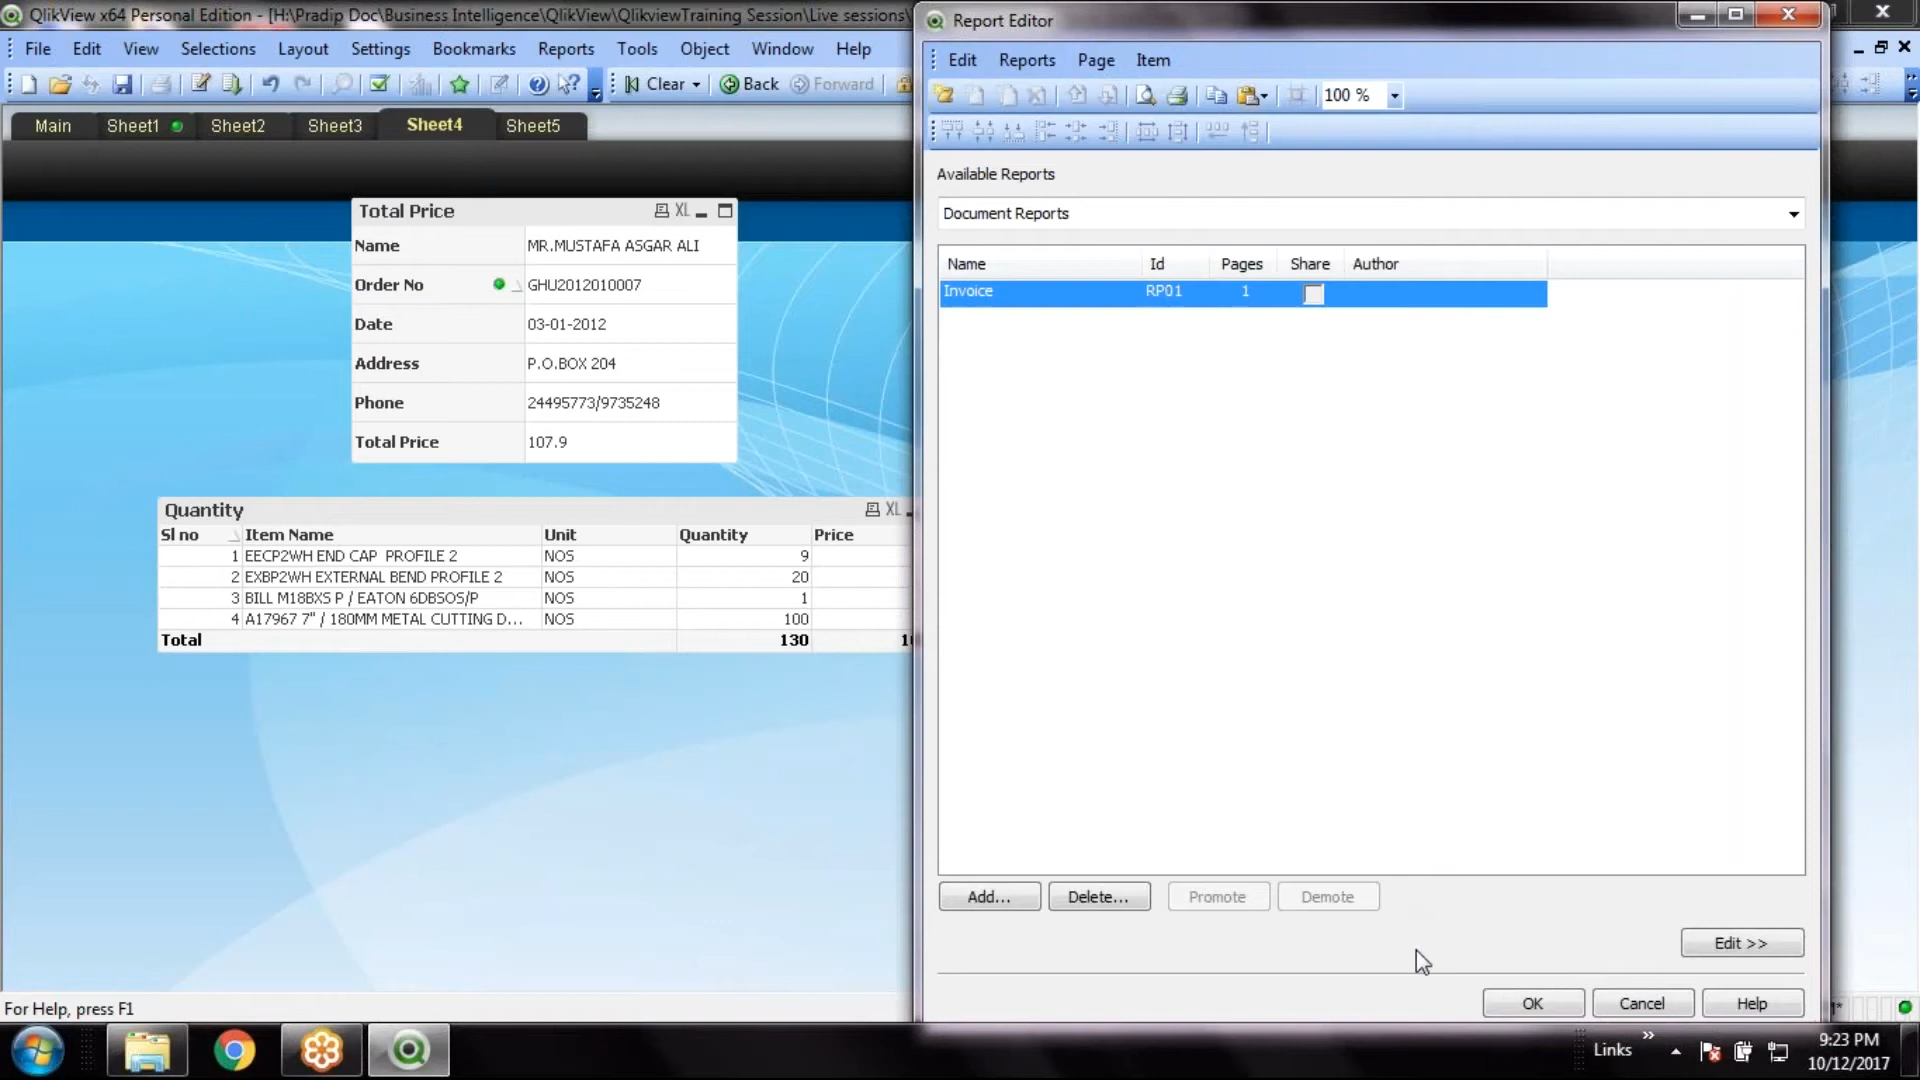 QlikView x64 Personal Edition - [H:\Pradip Doc\Business Intelligence\QlikView\QlikviewTraining Session\Live sessions\
File Edit View Selections Layout Settings Bookmarks Reports Tools Object Window Help
Clear Back Forward
Main Sheet1 Sheet2 Sheet3 Sheet4 Sheet5
Total Price XL
Name MR.MUSTAFA ASGAR ALI
Order No GHU2012010007
Date 03-01-2012
Address P.O.BOX 204
Phone 24495773/9735248
Total Price 107.9
Quantity XL
Sl no Item Name Unit Quantity Price
1 EECP2WH END CAP PROFILE 2 NOS 9
2 EXBP2WH EXTERNAL BEND PROFILE 2 NOS 20
3 BILL M18BXS P / EATON 6DBSOS/P NOS 1
4 A17967 7" / 180MM METAL CUTTING D... NOS 100
Total 130
For Help, press F1
Report Editor
Edit Reports Page Item
100 %
Available Reports
Document Reports
Name Id Pages Share Author
Invoice RP01 1
Add... Delete... Promote Demote
Edit >>
OK Cancel Help
Links
9:23 PM
10/12/2017